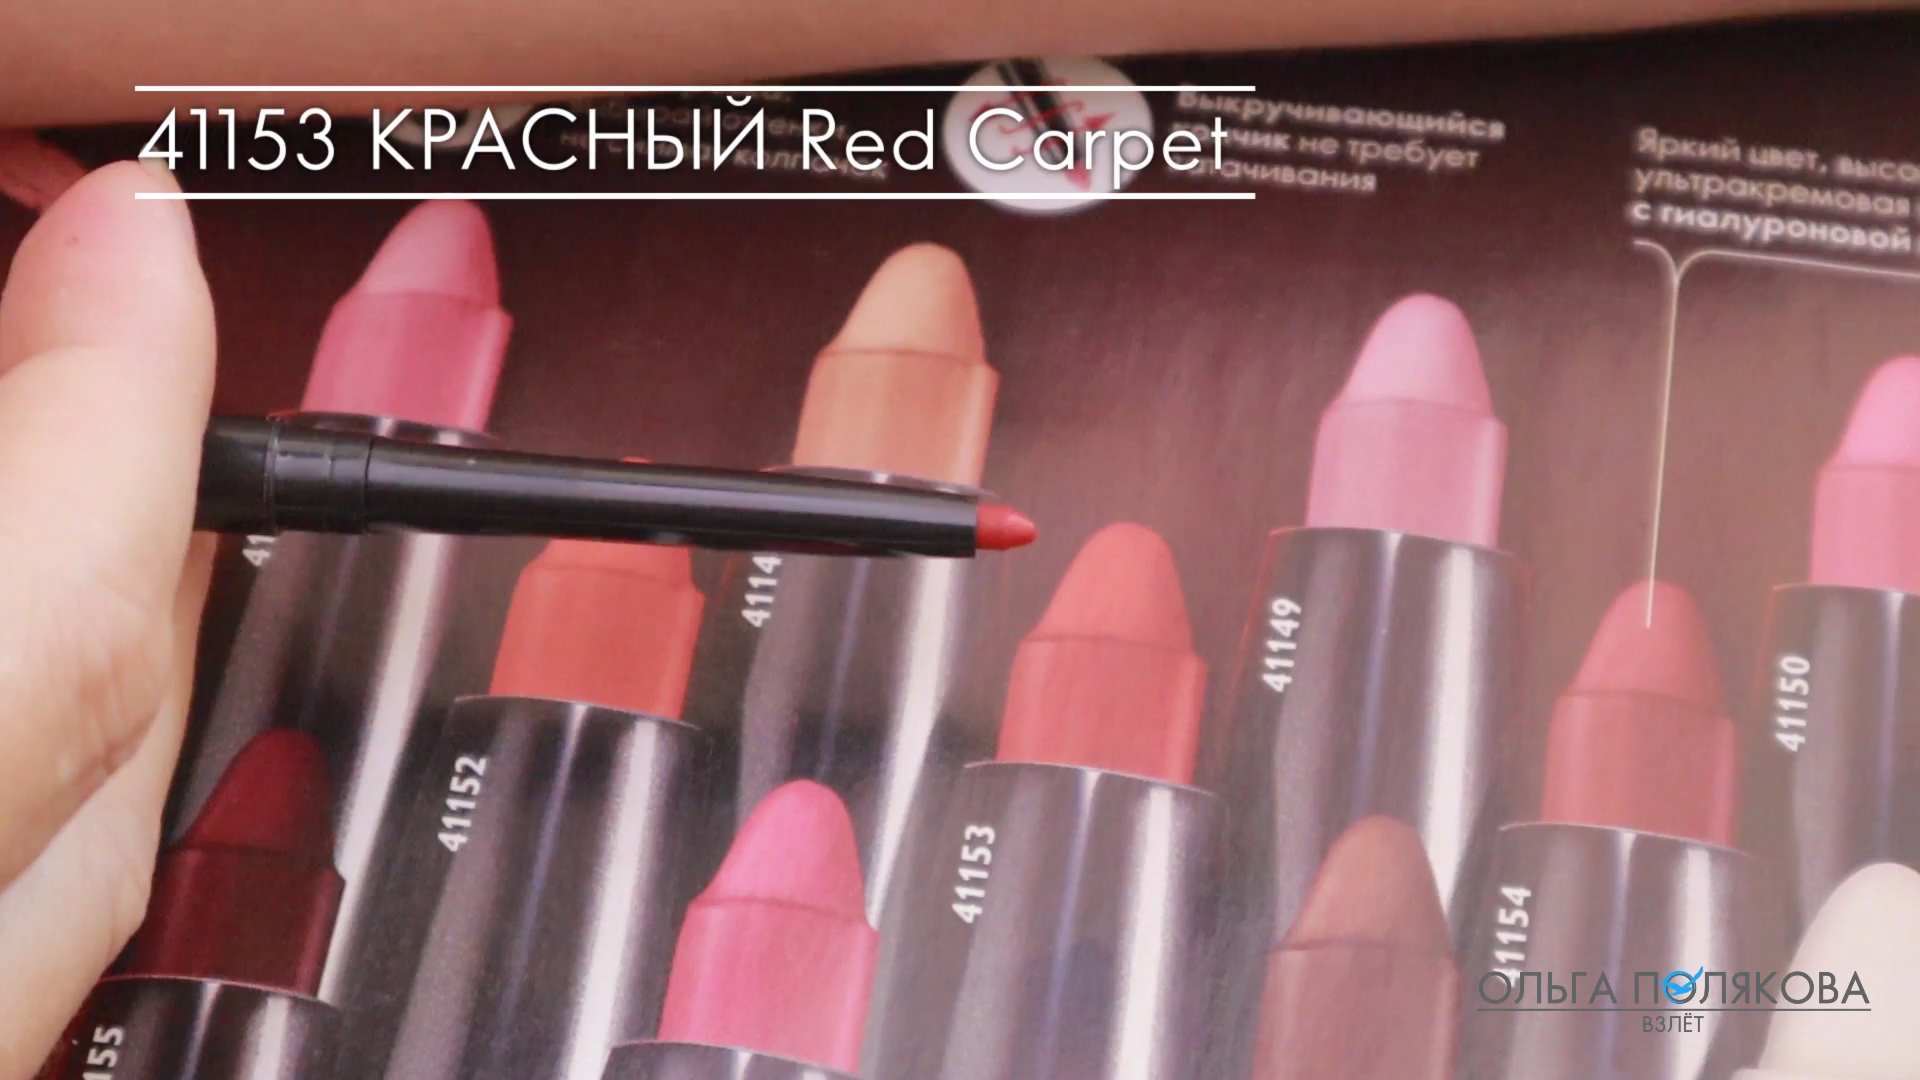 41153 КРАСНЫЙ Red Carpet
Выкручивающийся
не требует
Яркий цвет,
ультракремовая
с гиалуроновой
41149
41150
41152
41153
41154
ОЛЬГА ПОЛЯКОВА
ВЗЛЁТ